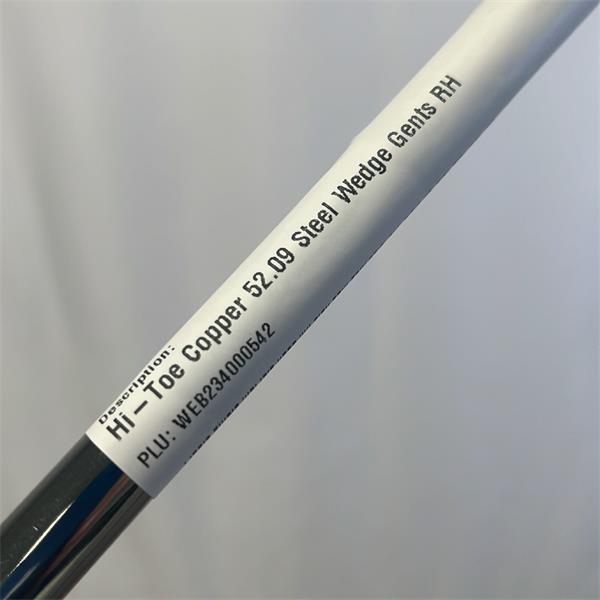 Description:
Hi-Toe Copper 52.09 Steel Wedge Gents RH
PLU: WEB234000542